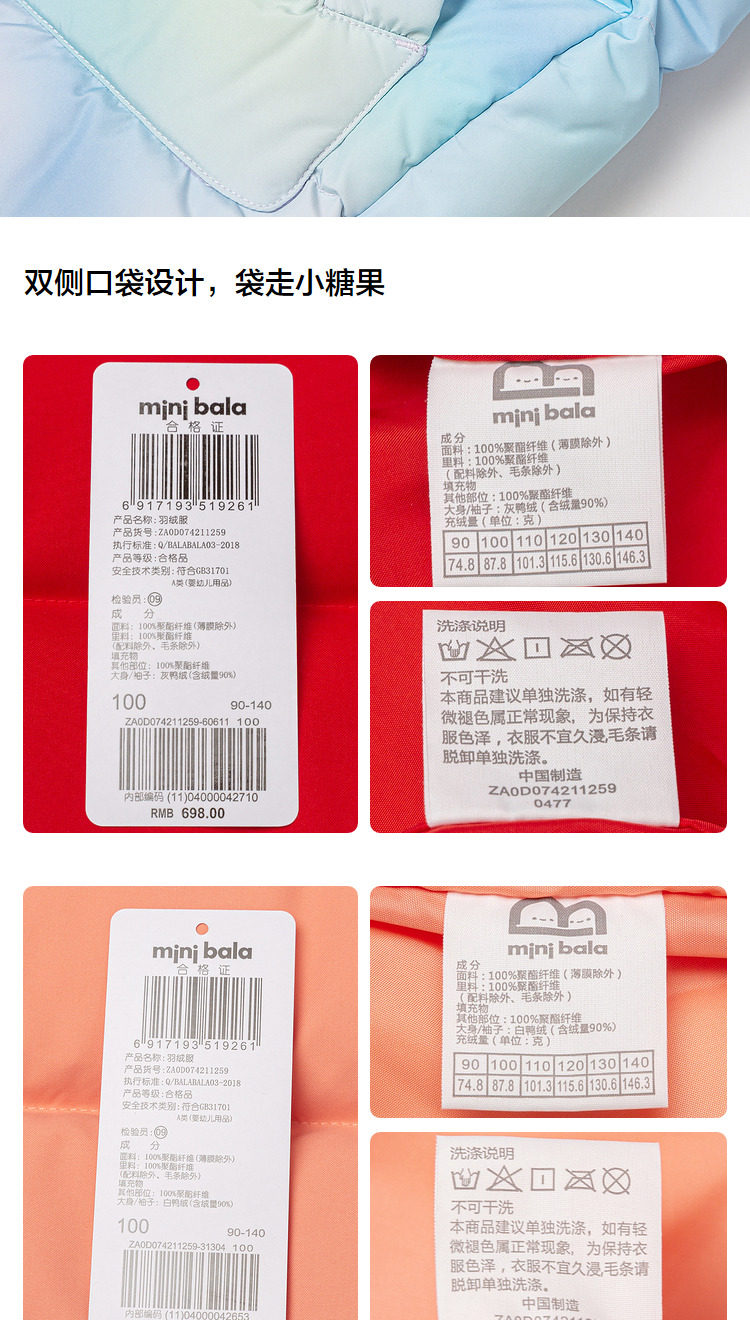 双侧口袋设计，袋走小糖果
mini bala
合格证
6 917193 519261
产品名称:羽绒服
产品货号:ZA0D074211259
执行标准:Q/BALABALA03-2018
产品等级:合格品
安全技术类别:符合GB31701
A类(婴幼儿用品)
检验员:09
成 分
面料: 100%聚酯纤维(薄膜除外)
里料: 100%聚酯纤维
(配料除外、毛条除外)
填充物
其他部位: 100%聚酯纤维
大身/袖子: 灰鸭绒(含绒量90%)
100 90-140
ZA0D074211259-60611 100
内部编码 (11)04000042710
RMB 698.00
mini bala
成分
面料：100%聚酯纤维(薄膜除外)
里料：100%聚酯纤维
(配料除外、毛条除外)
填充物
其他部位：100%聚酯纤维
大身/袖子：灰鸭绒(含绒量90%)
充绒量(单位：克)
90 100 110 120 130 140
74.8 87.8 101.3 115.6 130.6 146.3
洗涤说明
不可干洗
本商品建议单独洗涤，如有轻
微褪色属正常现象，为保持衣
服色泽，衣服不宜久浸,毛条请
脱卸单独洗涤。
中国制造
ZA0D074211259
0477
mini bala
合格证
6 917193 519261
产品名称:羽绒服
产品货号:ZA0D074211259
执行标准:Q/BALABALA03-2018
产品等级:合格品
安全技术类别:符合GB31701
A类(婴幼儿用品)
检验员:09
成 分
面料: 100%聚酯纤维(薄膜除外)
里料: 100%聚酯纤维
(配料除外、毛条除外)
填充物
其他部位: 100%聚酯纤维
大身/袖子: 白鸭绒(含绒量90%)
100 90-140
ZA0D074211259-31304 100
内部编码 (11)04000042653
mini bala
成分
面料：100%聚酯纤维(薄膜除外)
里料：100%聚酯纤维
(配料除外、毛条除外)
填充物
其他部位：100%聚酯纤维
大身/袖子：白鸭绒(含绒量90%)
充绒量(单位：克)
90 100 110 120 130 140
74.8 87.8 101.3 115.6 130.6 146.3
洗涤说明
不可干洗
本商品建议单独洗涤，如有轻
微褪色属正常现象，为保持衣
服色泽，衣服不宜久浸,毛条请
脱卸单独洗涤。
中国制造